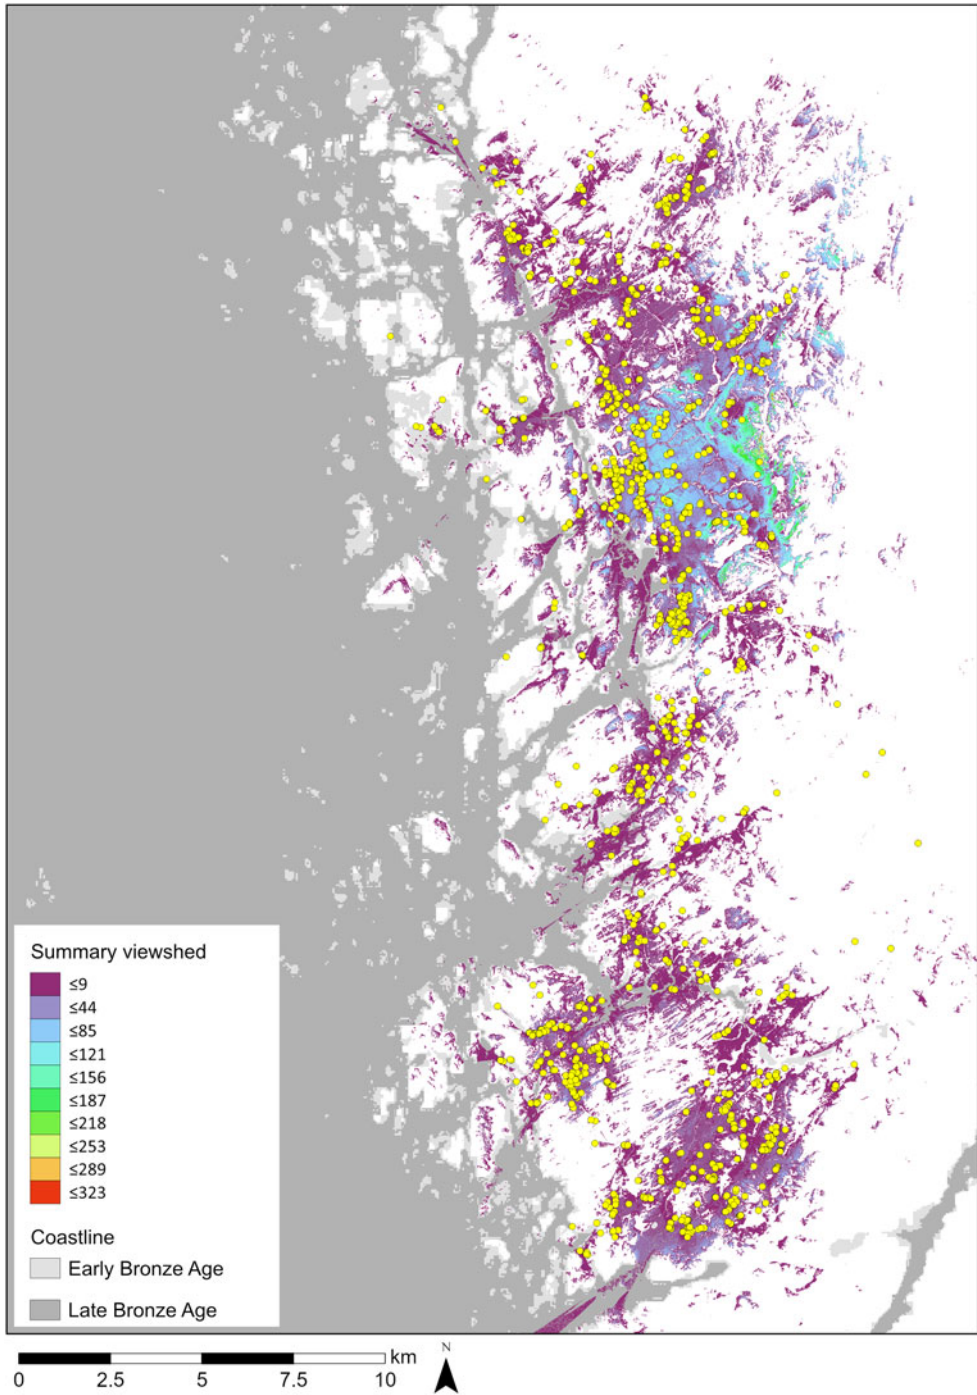 Summary viewshed
≤9
≤44
≤85
≤121
≤156
≤187
≤218
≤253
≤289
≤323
Coastline
Early Bronze Age
Late Bronze Age
km
0 2.5 5 7.5 10
N